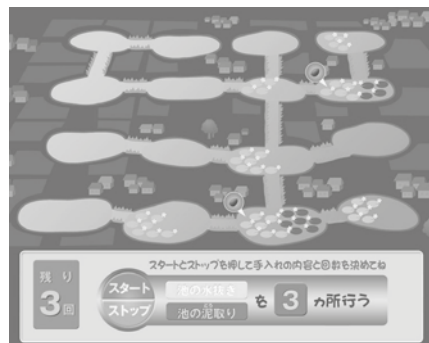 スタートとストップを押して手入れの内容と回数を決めてね
残り
3回
スタート
ストップ
池の水抜き
池の泥取り
を 3 ヵ所行う